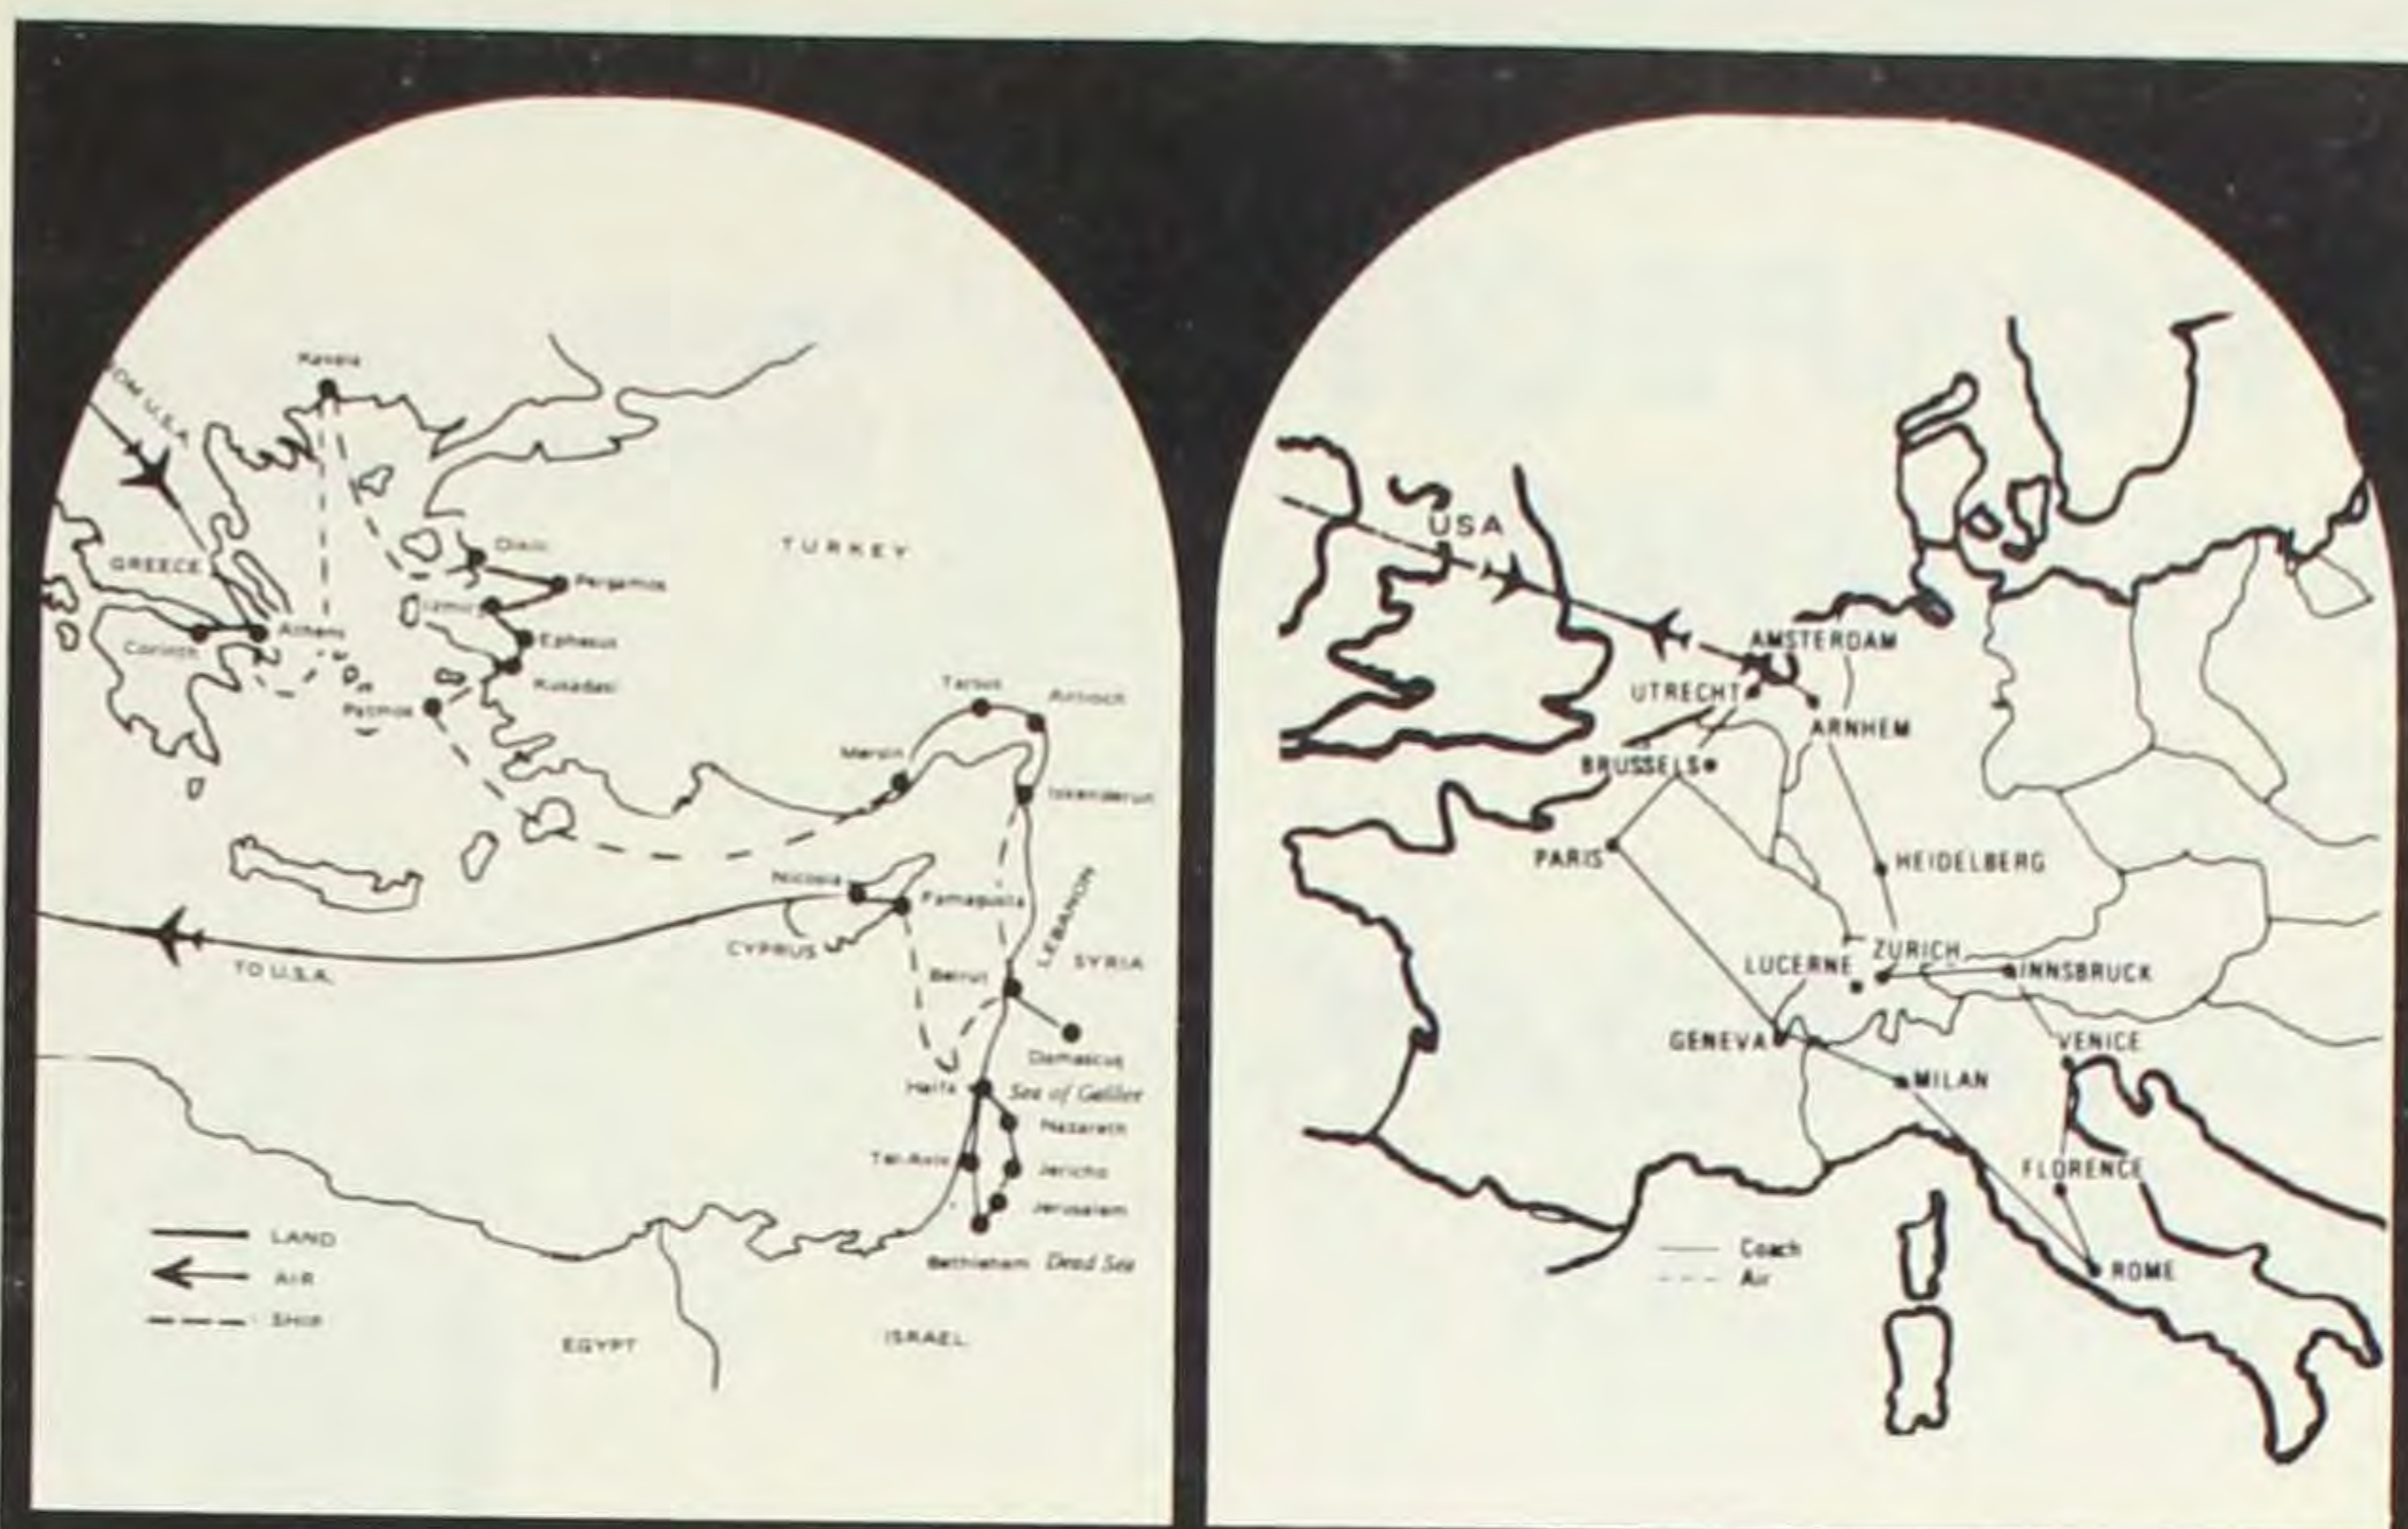 Kavala
OM U.S.A.
TURKEY
Dikili
GREECE
Pergamos
Izmir
Athens
Ephesus
Corinth
Kusadasi
Tarsus
Antioch
Patmos
Mersin
Iskenderun
Nicosia
Famagusta
LEBANON
CYPRUS
SYRIA
TO U.S.A.
Beirut
Damascus
Haifa
Sea of Galilee
Nazareth
Tel-Aviv
Jericho
Jerusalem
Bethlehem
Dead Sea
LAND
AIR
SHIP
EGYPT
ISRAEL
USA
AMSTERDAM
UTRECHT
ARNHEM
BRUSSELS
PARIS
HEIDELBERG
ZURICH
LUCERNE
INNSBRUCK
GENEVA
VENICE
MILAN
FLORENCE
Coach
Air
ROME